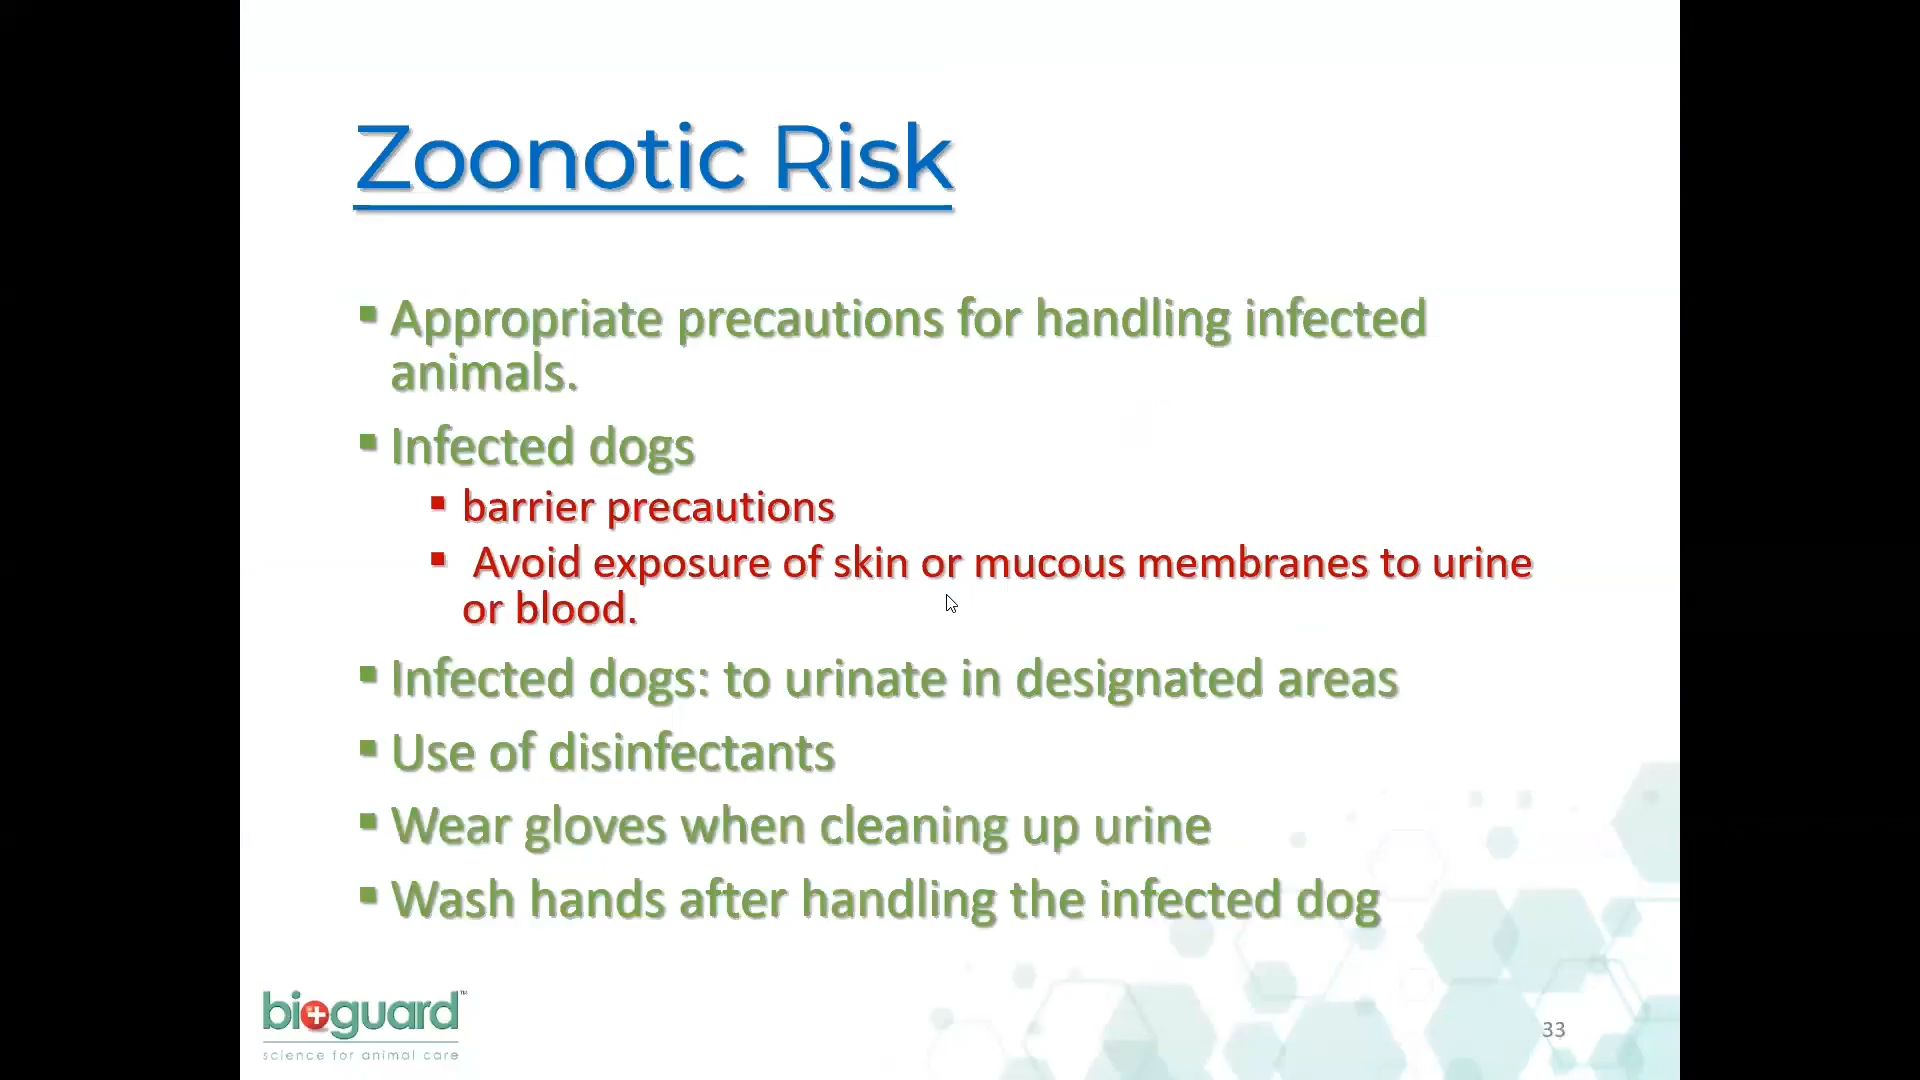 Zoonotic Risk
▪ Appropriate precautions for handling infected
animals.
▪ Infected dogs
▪ barrier precautions
▪ Avoid exposure of skin or mucous membranes to urine
or blood.
▪ Infected dogs: to urinate in designated areas
▪ Use of disinfectants
▪ Wear gloves when cleaning up urine
▪ Wash hands after handling the infected dog
bioguard™
science for animal care
33